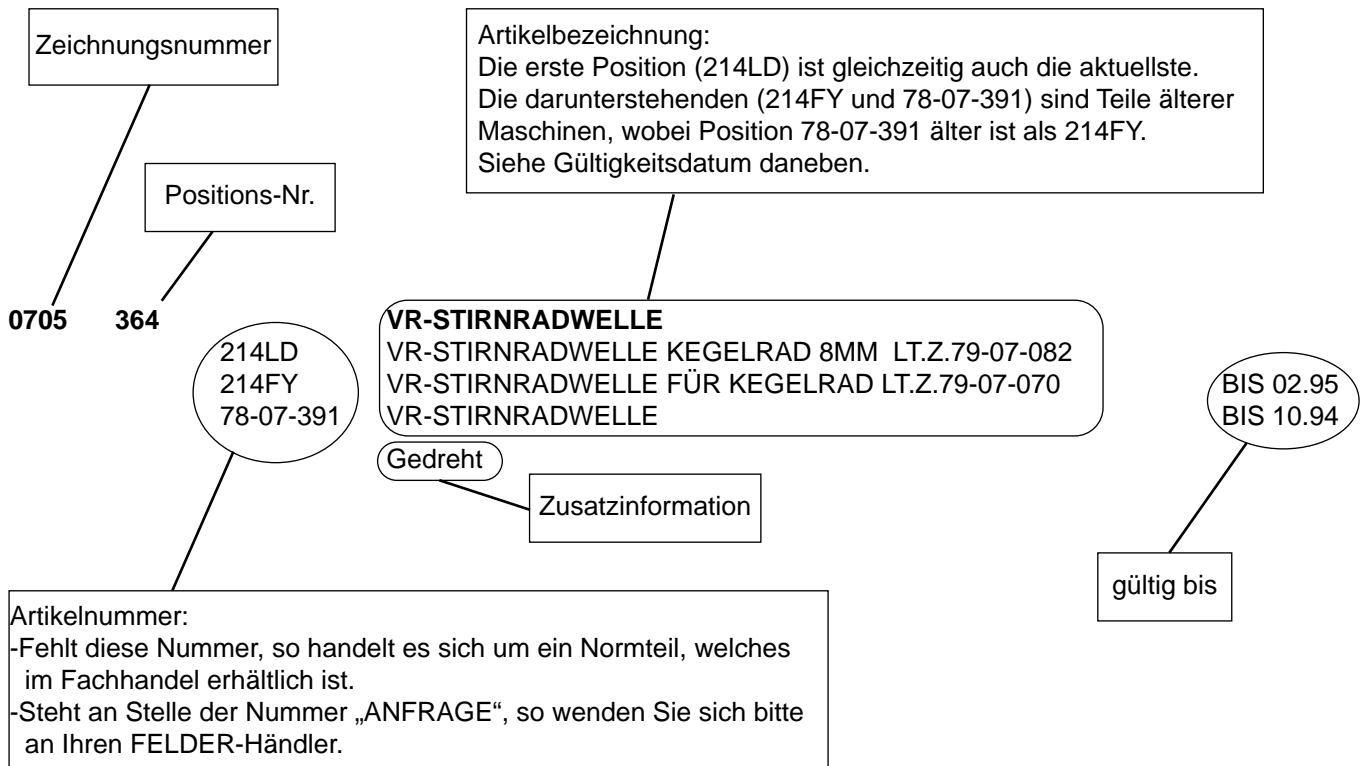 Zeichnungsnummer
Artikelbezeichnung:
Die erste Position (214LD) ist gleichzeitig auch die aktuellste.
Die darunterstehenden (214FY und 78-07-391) sind Teile älterer
Maschinen, wobei Position 78-07-391 älter ist als 214FY.
Siehe Gültigkeitsdatum daneben.
Positions-Nr.
0705 364 VR-STIRNRADWELLE
214LD VR-STIRNRADWELLE KEGELRAD 8MM LT.Z.79-07-082
214FY VR-STIRNRADWELLE FÜR KEGELRAD LT.Z.79-07-070 BIS 02.95
78-07-391 VR-STIRNRADWELLE BIS 10.94
Gedreht
Zusatzinformation
gültig bis
Artikelnummer:
-Fehlt diese Nummer, so handelt es sich um ein Normteil, welches
im Fachhandel erhältlich ist.
-Steht an Stelle der Nummer „ANFRAGE“, so wenden Sie sich bitte
an Ihren FELDER-Händler.